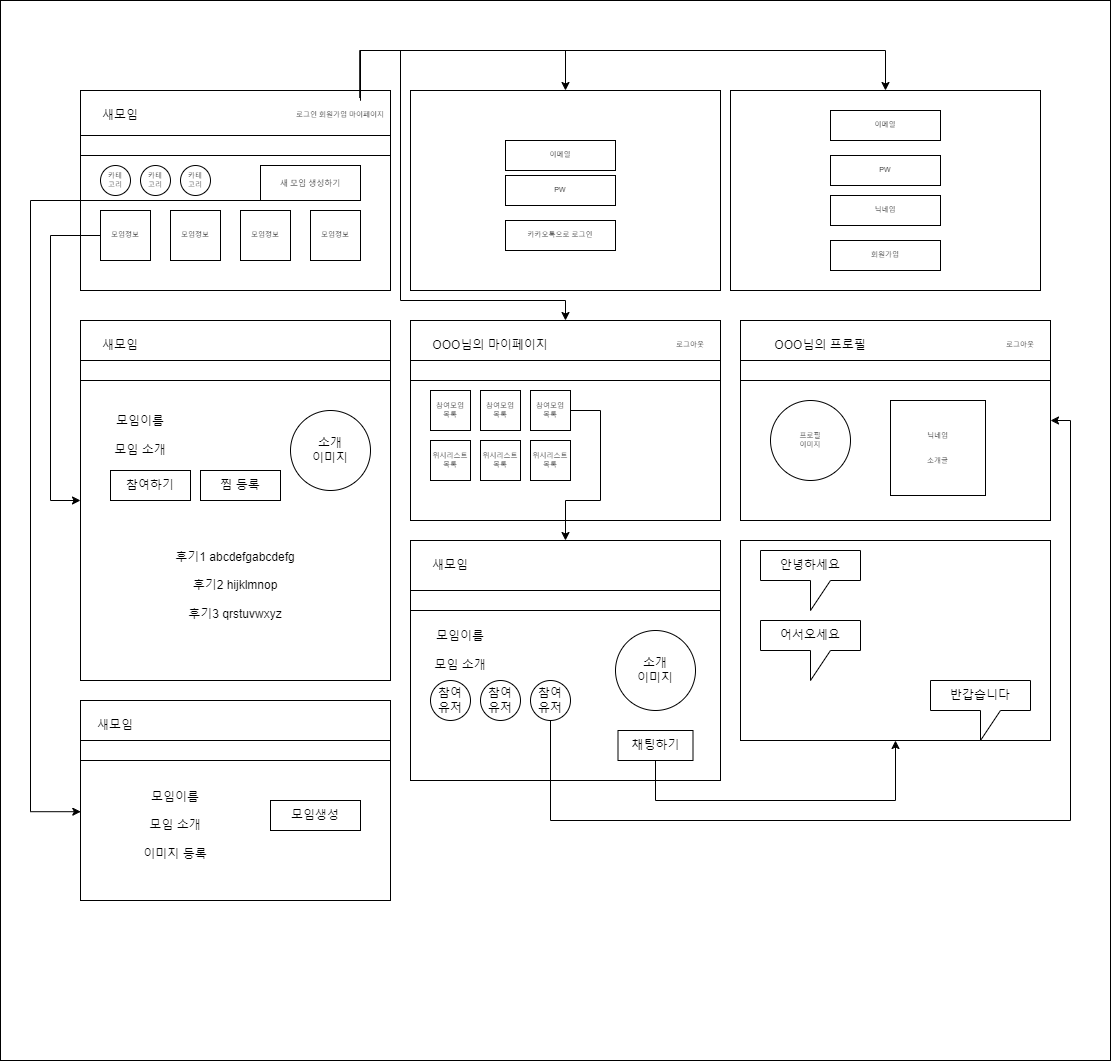 새모임
로그인 회원가입 마이페이지
카테
고리
카테
고리
카테
고리
새 모임 생성하기
모임정보
모임정보
모임정보
모임정보
이메일
PW
카카오톡으로 로그인
이메일
PW
닉네임
회원가입
새모임
모임이름
모임 소개
소개
이미지
참여하기
찜 등록
후기1 abcdefgabcdefg
후기2 hijklmnop
후기3 qrstuvwxyz
OOO님의 마이페이지
로그아웃
참여모임
목록
참여모임
목록
참여모임
목록
위시리스트
목록
위시리스트
목록
위시리스트
목록
OOO님의 프로필
로그아웃
프로필
이미지
닉네임
소개글
새모임
모임이름
모임 소개
소개
이미지
참여
유저
참여
유저
참여
유저
채팅하기
안녕하세요
어서오세요
반갑습니다
새모임
모임이름
모임 소개
이미지 등록
모임생성